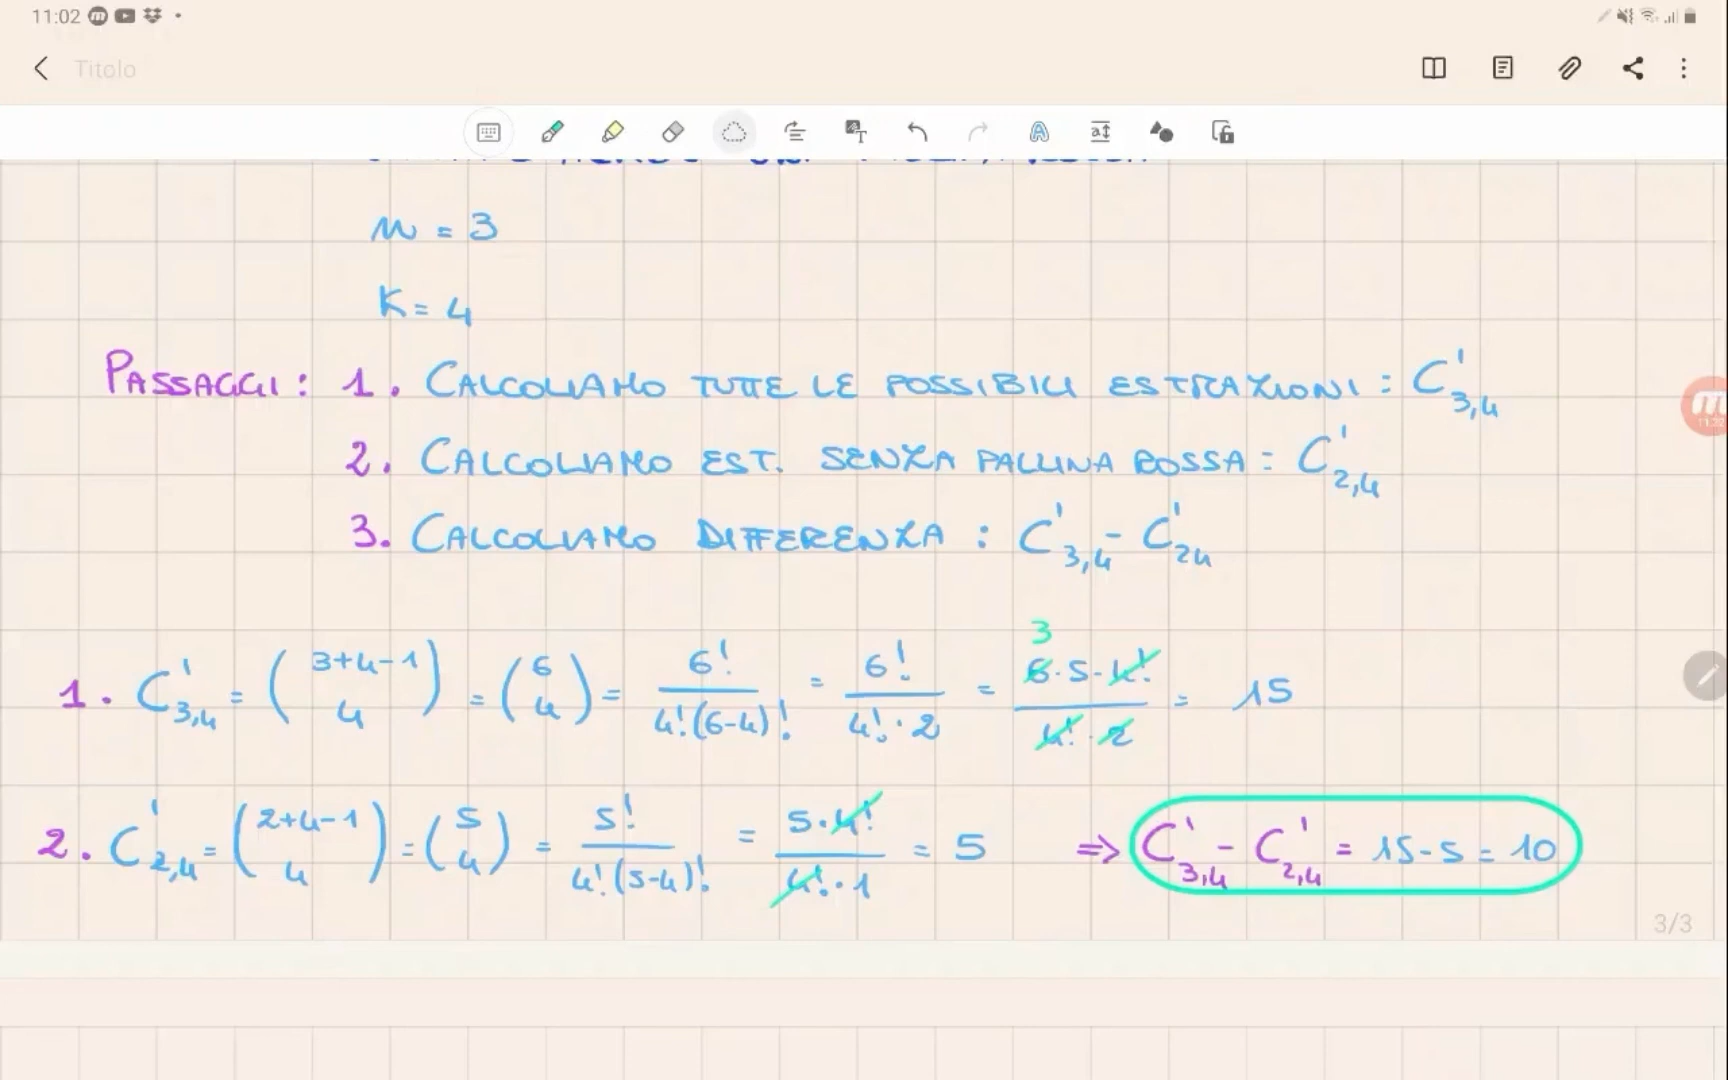 11:02
Titolo
n = 3
K = 4
PASSAGGI: 1. CALCOLIAMO TUTTE LE POSSIBILI ESTRAZIONI: C'3,4
2. CALCOLIAMO EST. SENZA PALLINA ROSSA: C'2,4
3. CALCOLIAMO DIFFERENZA: C'3,4 - C'24
1. C'3,4 = (3+4-1 4) = (6 4) = 6!/4!(6-4)! = 6!/4!·2 = 3 6·5·4!/4!·2 = 15
2. C'2,4 = (2+4-1 4) = (5 4) = 5!/4!(5-4)! = 5·4!/4!·1 = 5 => C'3,4 - C'2,4 = 15-5 = 10
3/3